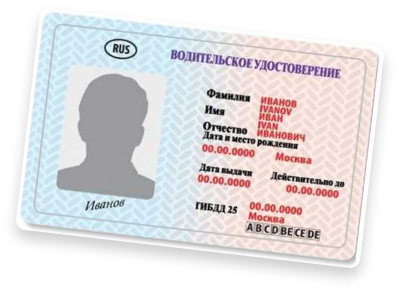 RUS
ВОДИТЕЛЬСКОЕ УДОСТОВЕРЕНИЕ
Фамилия ИВАНОВ
IVANOV
Имя ИВАН
IVAN
Отчество ИВАНОВИЧ
Дата и место рождения
00.00.0000 Москва
Дата выдачи Действительно до
00.00.0000 00.00.0000
ГИБДД 25 00.00.0000
Москва
Иванов
A B C D BE CE DE